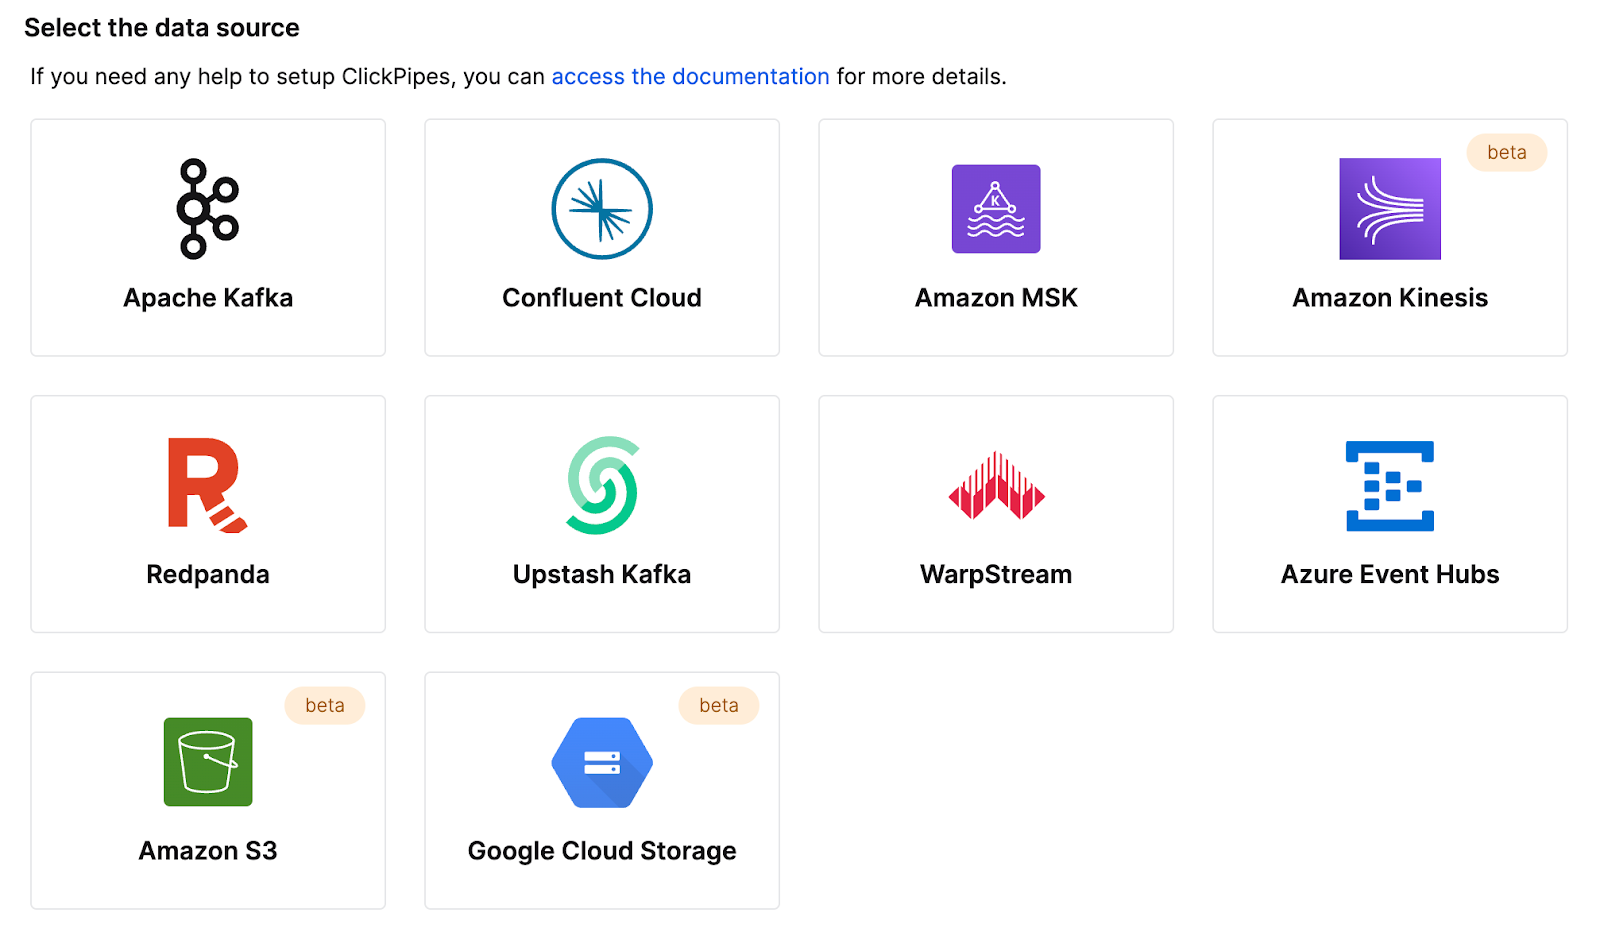 Select the data source
If you need any help to setup ClickPipes, you can access the documentation for more details.
Apache Kafka
Confluent Cloud
K
Amazon MSK
beta
Amazon Kinesis
Redpanda
Upstash Kafka
WarpStream
Azure Event Hubs
beta
Amazon S3
beta
Google Cloud Storage